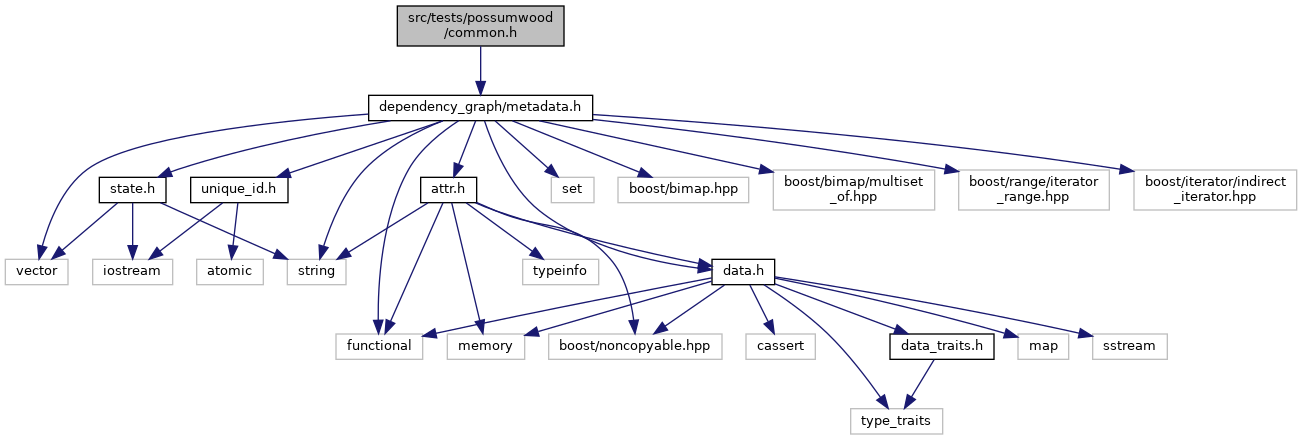 src/tests/possumwood
/common.h
dependency_graph/metadata.h
state.h
unique_id.h
attr.h
set
boost/bimap.hpp
boost/bimap/multiset
_of.hpp
boost/range/iterator
_range.hpp
boost/iterator/indirect
_iterator.hpp
vector
iostream
atomic
string
typeinfo
data.h
functional
memory
boost/noncopyable.hpp
cassert
data_traits.h
map
sstream
type_traits